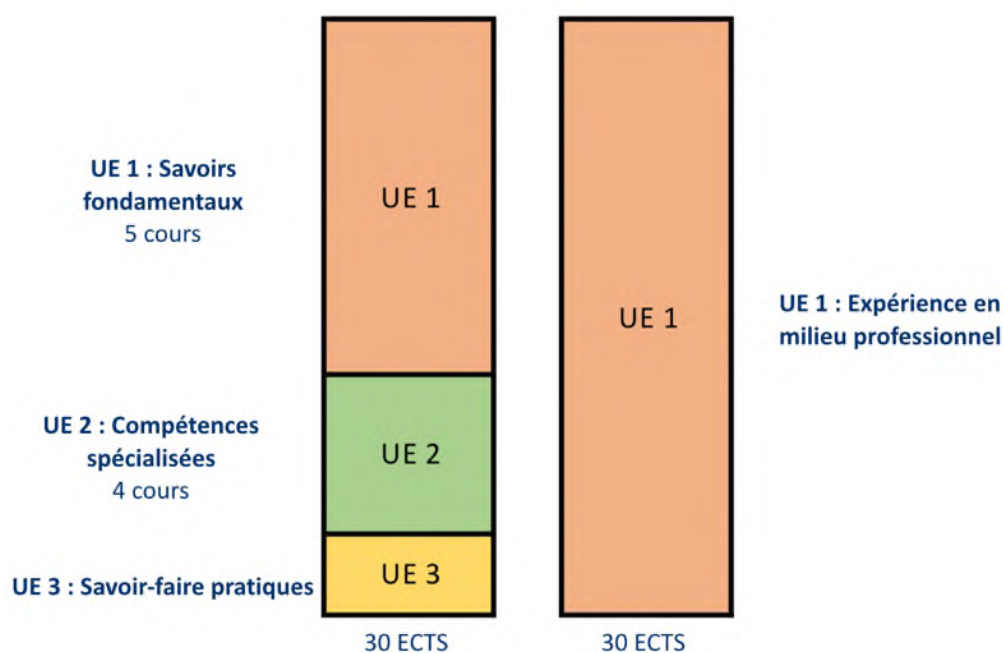 UE 1 : Savoirs
fondamentaux
5 cours
UE 1
UE 2 : Compétences
spécialisées
4 cours
UE 2
UE 3 : Savoir-faire pratiques
UE 3
30 ECTS
UE 1
UE 1 : Expérience en
milieu professionnel
30 ECTS